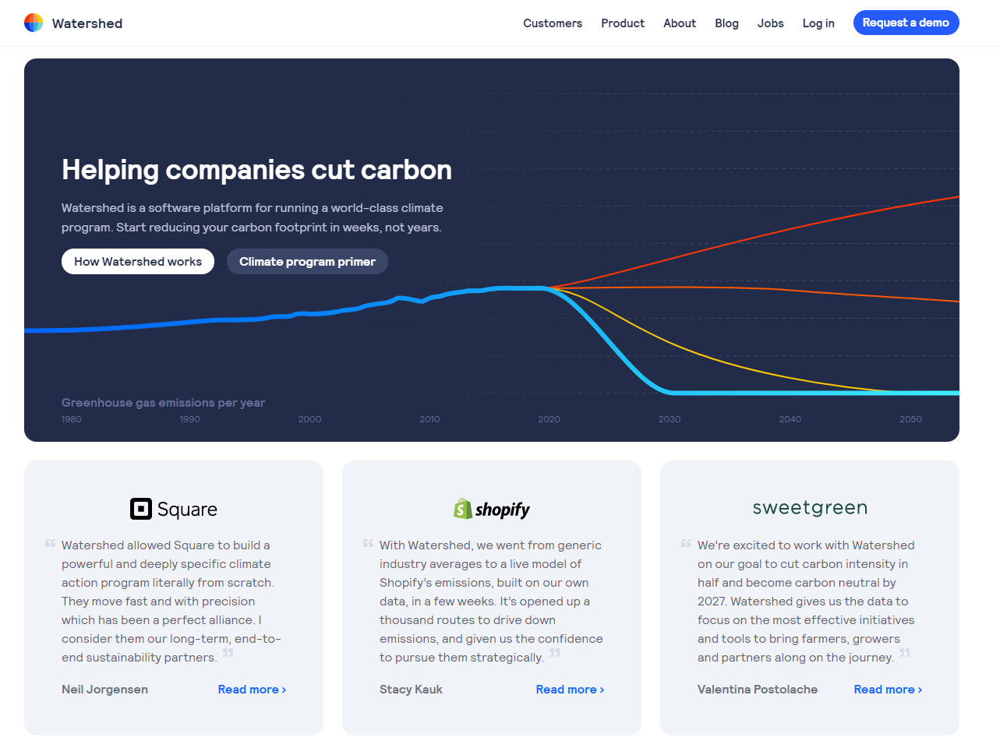 Watershed
Customers Product About Blog Jobs Log in Request a demo
Helping companies cut carbon
Watershed is a software platform for running a world-class climate
program. Start reducing your carbon footprint in weeks, not years.
How Watershed works Climate program primer
Greenhouse gas emissions per year
1980 1990 2000 2010 2020 2030 2040 2050
Square
“ Watershed allowed Square to build a
powerful and deeply specific climate
action program literally from scratch.
They move fast and with precision
which has been a perfect alliance. I
consider them our long-term, end-to-
end sustainability partners. ”
Neil Jorgensen Read more ›
shopify
“ With Watershed, we went from generic
industry averages to a live model of
Shopify’s emissions, built on our own
data, in a few weeks. It’s opened up a
thousand routes to drive down
emissions, and given us the confidence
to pursue them strategically. ”
Stacy Kauk Read more ›
sweetgreen
“ We're excited to work with Watershed
on our goal to cut carbon intensity in
half and become carbon neutral by
2027. Watershed gives us the data to
focus on the most effective initiatives
and tools to bring farmers, growers
and partners along on the journey. ”
Valentina Postolache Read more ›